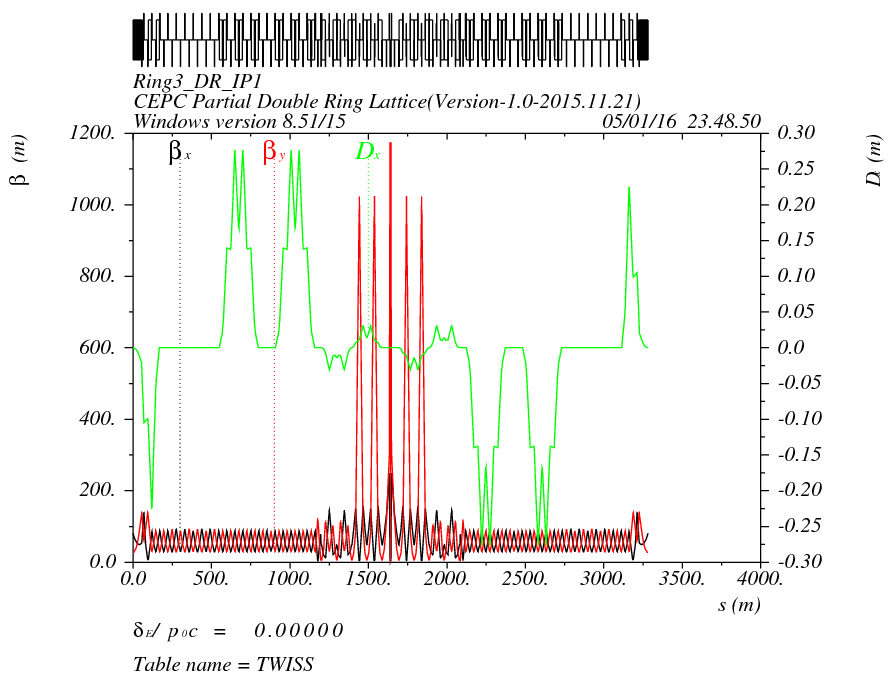 Ring3_DR_IP1
CEPC Partial Double Ring Lattice(Version-1.0-2015.11.21)
Windows version 8.51/15 05/01/16 23.48.50
β (m)
1200.
1000.
800.
600.
400.
200.
0.0
βx βy Dx
0.30
0.25
0.20
0.15
0.10
0.05
0.0
-0.05
-0.10
-0.15
-0.20
-0.25
-0.30
D (m)
0.0 500. 1000. 1500. 2000. 2500. 3000. 3500. 4000.
s (m)
δE/ p0c = 0.00000
Table name = TWISS